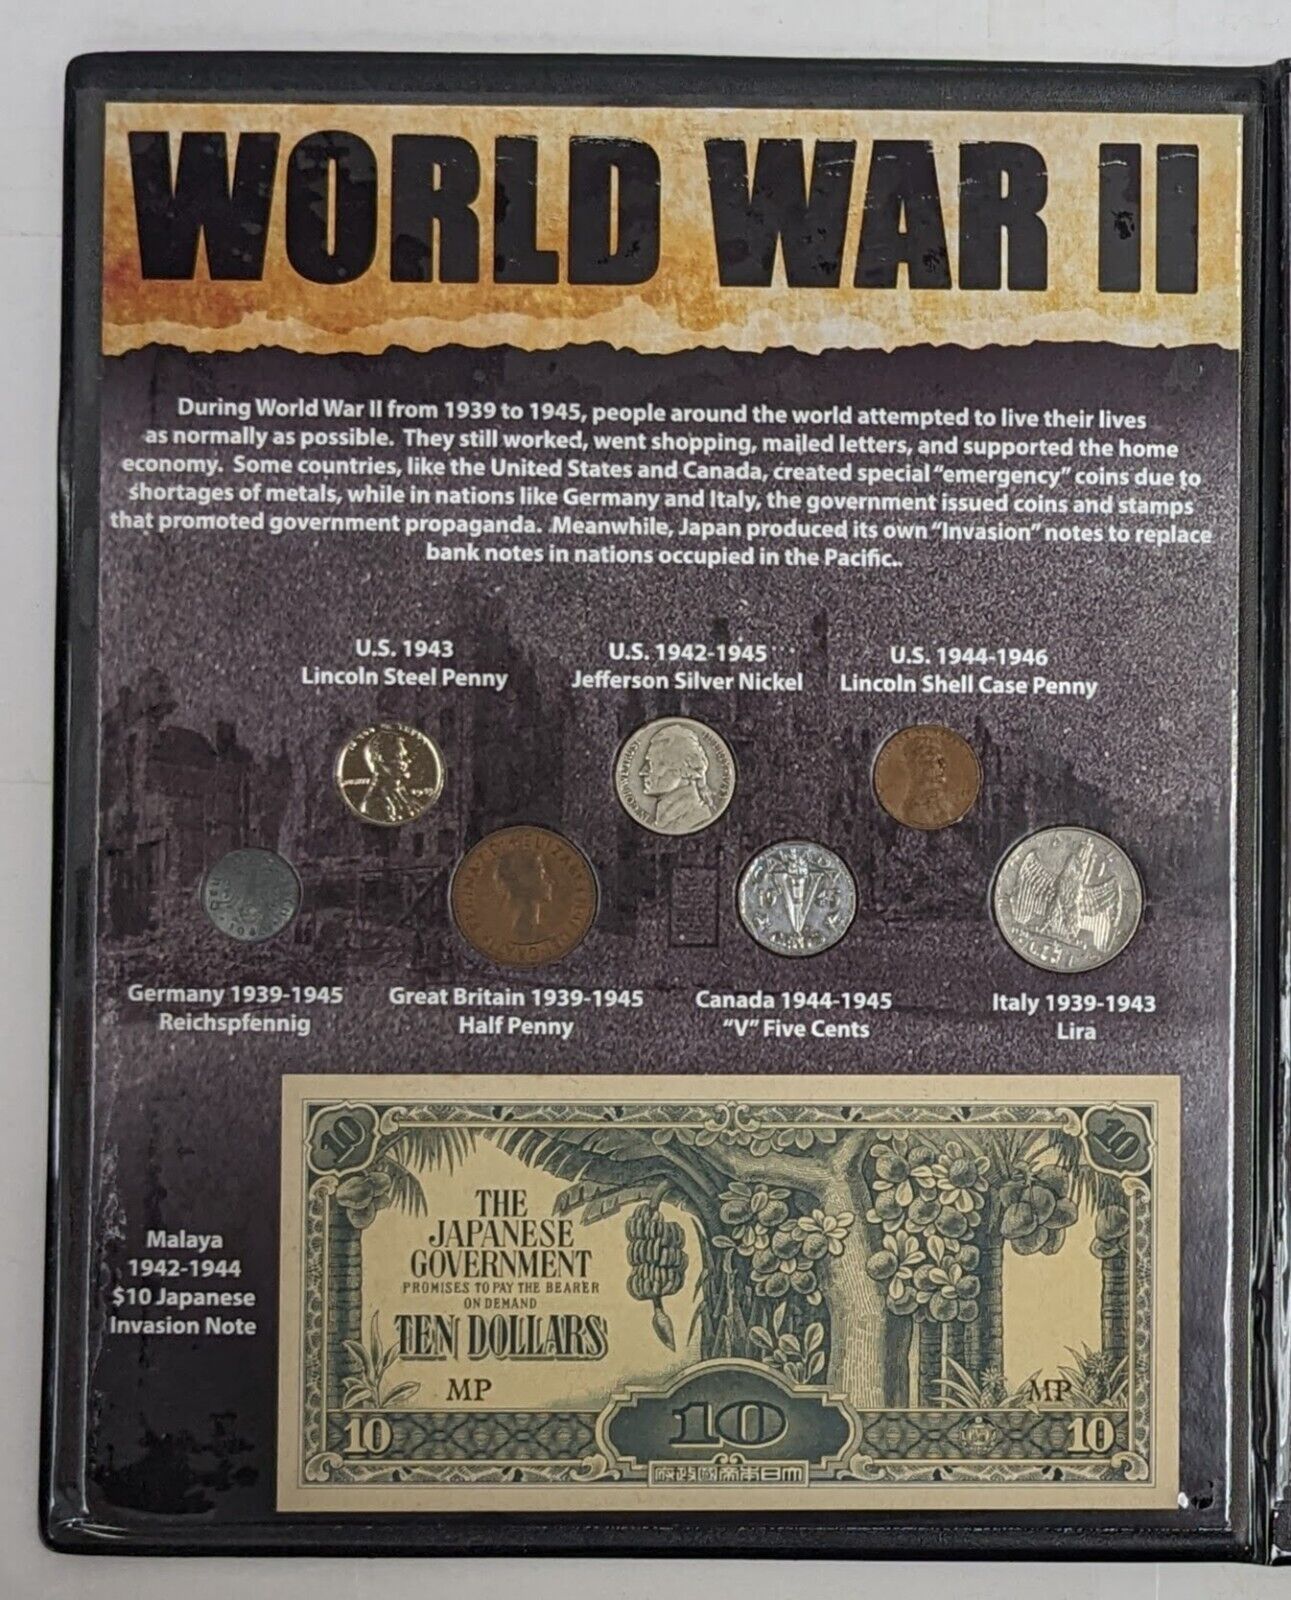 WORLD WAR II
During World War II from 1939 to 1945, people around the world attempted to live their lives
as normally as possible. They still worked, went shopping, mailed letters, and supported the home
economy. Some countries, like the United States and Canada, created special "emergency" coins due to
shortages of metals, while in nations like Germany and Italy, the government issued coins and stamps
that promoted government propaganda. Meanwhile, Japan produced its own "Invasion" notes to replace
bank notes in nations occupied in the Pacific..
U.S. 1943
Lincoln Steel Penny
U.S. 1942-1945
Jefferson Silver Nickel
U.S. 1944-1946
Lincoln Shell Case Penny
Germany 1939-1945
Reichspfennig
Great Britain 1939-1945
Half Penny
Canada 1944-1945
"V" Five Cents
Italy 1939-1943
Lira
Malaya
1942-1944
$10 Japanese
Invasion Note
10
10
THE
JAPANESE
GOVERNMENT
PROMISES TO PAY THE BEARER
ON DEMAND
TEN DOLLARS
MP
MP
10
10
10
府政國帝本日大